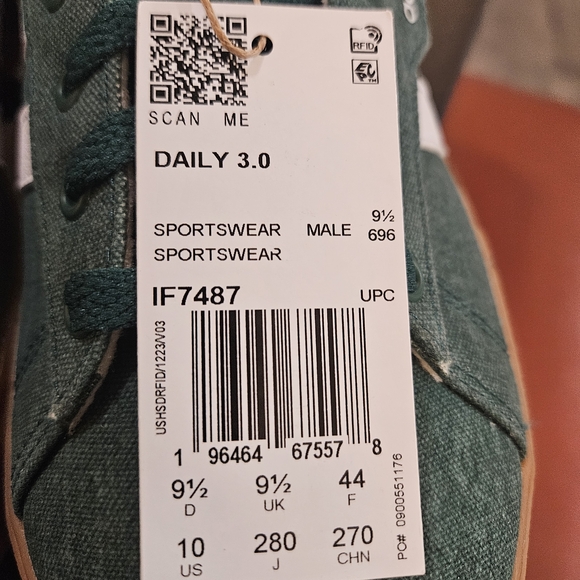 RFID
SCAN ME
DAILY 3.0
SPORTSWEAR MALE 9½
SPORTSWEAR 696
IF7487 UPC
USHSDRFID/1223/V03
1 96464 67557 8
9½ 9½ 44
D UK F
10 280 270
US J CHN
PO# 0900551176